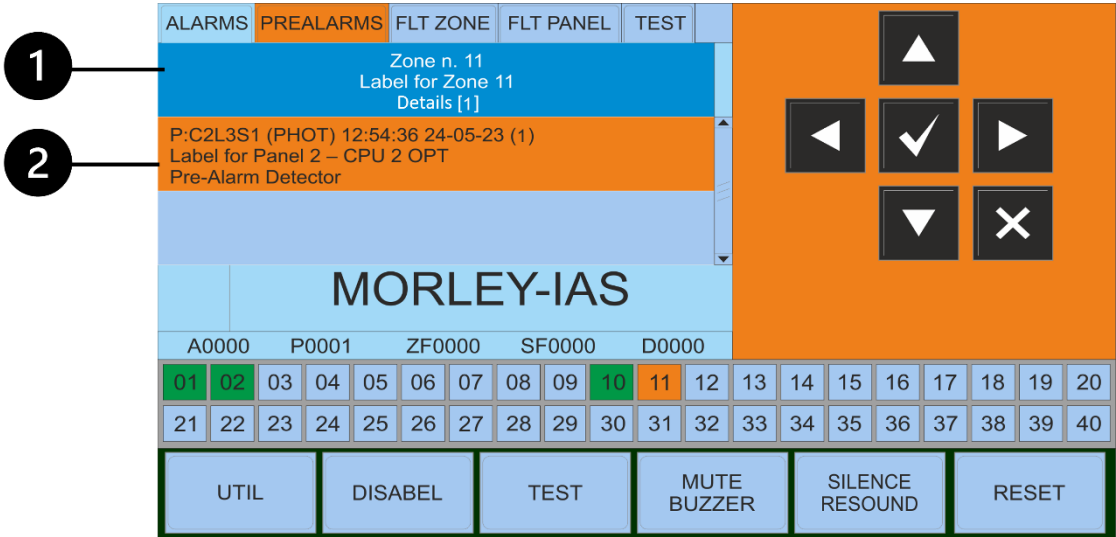 ALARMS PREALARMS FLT ZONE FLT PANEL TEST
1
Zone n. 11
Label for Zone 11
Details [1]
2
P:C2L3S1 (PHOT) 12:54:36 24-05-23 (1)
Label for Panel 2 – CPU 2 OPT
Pre-Alarm Detector
MORLEY-IAS
A0000 P0001 ZF0000 SF0000 D0000
01 02 03 04 05 06 07 08 09 10 11 12 13 14 15 16 17 18 19 20
21 22 23 24 25 26 27 28 29 30 31 32 33 34 35 36 37 38 39 40
UTIL DISABEL TEST MUTE BUZZER SILENCE RESOUND RESET